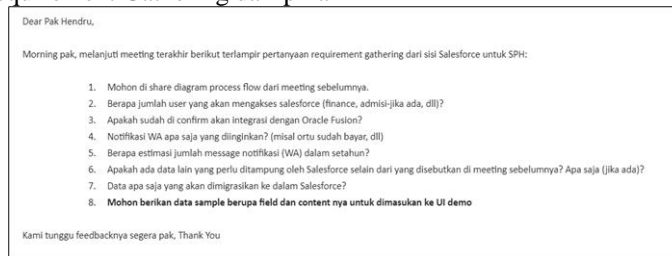 Dear Pak Hendru,
Morning pak, melanjuti meeting terakhir berikut terlampir pertanyaan requirement gathering dari sisi Salesforce untuk SPH:
1. Mohon di share diagram process flow dari meeting sebelumnya.
2. Berapa jumlah user yang akan mengakses salesforce (finance, admisi-jika ada, dll)?
3. Apakah sudah di confirm akan integrasi dengan Oracle Fusion?
4. Notifikasi WA apa saja yang diinginkan? (misal ortu sudah bayar, dll)
5. Berapa estimasi jumlah message notifikasi (WA) dalam setahun?
6. Apakah ada data lain yang perlu ditampung oleh Salesforce selain dari yang disebutkan di meeting sebelumnya? Apa saja (jika ada)?
7. Data apa saja yang akan dimigrasikan ke dalam Salesforce?
8. Mohon berikan data sample berupa field dan content nya untuk dimasukan ke UI demo
Kami tunggu feedbacknya segera pak, Thank You